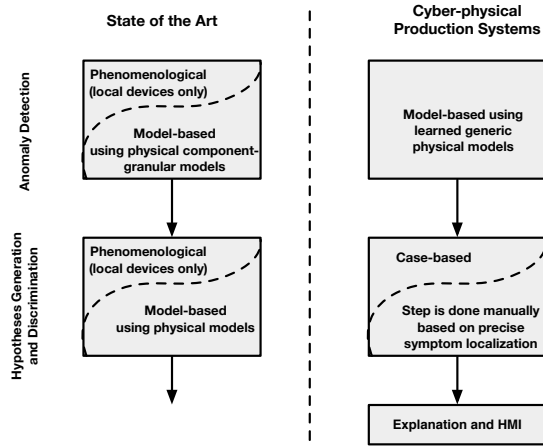 State of the Art
Cyber-physical
Production Systems
Anomaly Detection
Phenomenological
(local devices only)
Model-based
using physical component-
granular models
Model-based using
learned generic
physical models
Hypotheses Generation
and Discrimination
Phenomenological
(local devices only)
Model-based
using physical models
Case-based
Step is done manually
based on precise
symptom localization
Explanation and HMI